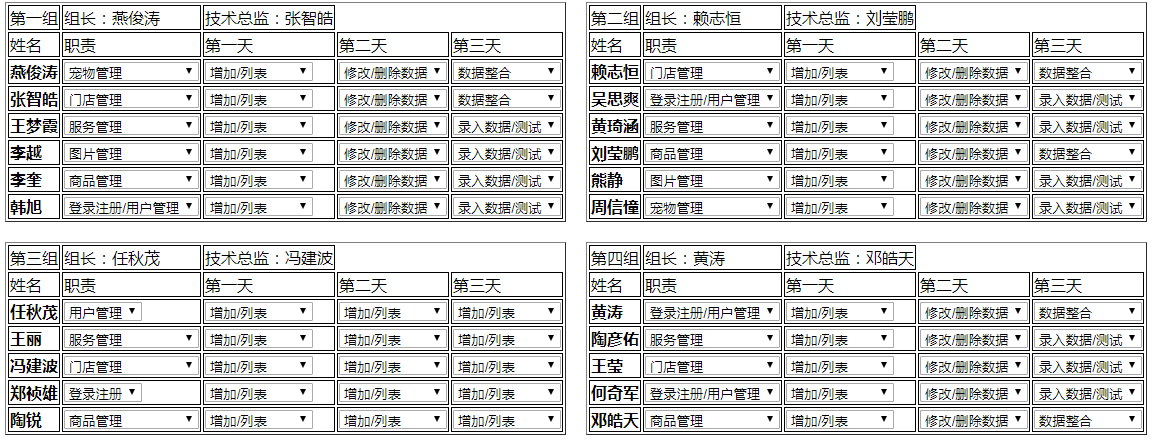 第一组 组长：燕俊涛 技术总监：张智皓
姓名 职责 第一天 第二天 第三天
燕俊涛 宠物管理 增加/列表 修改/删除数据 数据整合
张智皓 门店管理 增加/列表 修改/删除数据 数据整合
王梦霞 服务管理 增加/列表 修改/删除数据 录入数据/测试
李越 图片管理 增加/列表 修改/删除数据 录入数据/测试
李奎 商品管理 增加/列表 修改/删除数据 录入数据/测试
韩旭 登录注册/用户管理 增加/列表 修改/删除数据 录入数据/测试
第二组 组长：赖志恒 技术总监：刘莹鹏
姓名 职责 第一天 第二天 第三天
赖志恒 门店管理 增加/列表 修改/删除数据 数据整合
吴思爽 登录注册/用户管理 增加/列表 修改/删除数据 录入数据/测试
黄琦涵 服务管理 增加/列表 修改/删除数据 录入数据/测试
刘莹鹏 商品管理 增加/列表 修改/删除数据 数据整合
熊静 图片管理 增加/列表 修改/删除数据 录入数据/测试
周信憧 宠物管理 增加/列表 修改/删除数据 录入数据/测试
第三组 组长：任秋茂 技术总监：冯建波
姓名 职责 第一天 第二天 第三天
任秋茂 用户管理 增加/列表 增加/列表 增加/列表
王丽 服务管理 增加/列表 增加/列表 增加/列表
冯建波 门店管理 增加/列表 增加/列表 增加/列表
郑祯雄 登录注册 增加/列表 增加/列表 增加/列表
陶锐 商品管理 增加/列表 增加/列表 增加/列表
第四组 组长：黄涛 技术总监：邓皓天
姓名 职责 第一天 第二天 第三天
黄涛 登录注册/用户管理 增加/列表 修改/删除数据 数据整合
陶彦佑 服务管理 增加/列表 修改/删除数据 录入数据/测试
王莹 门店管理 增加/列表 修改/删除数据 录入数据/测试
何奇军 登录注册/用户管理 增加/列表 修改/删除数据 录入数据/测试
邓皓天 商品管理 增加/列表 修改/删除数据 数据整合